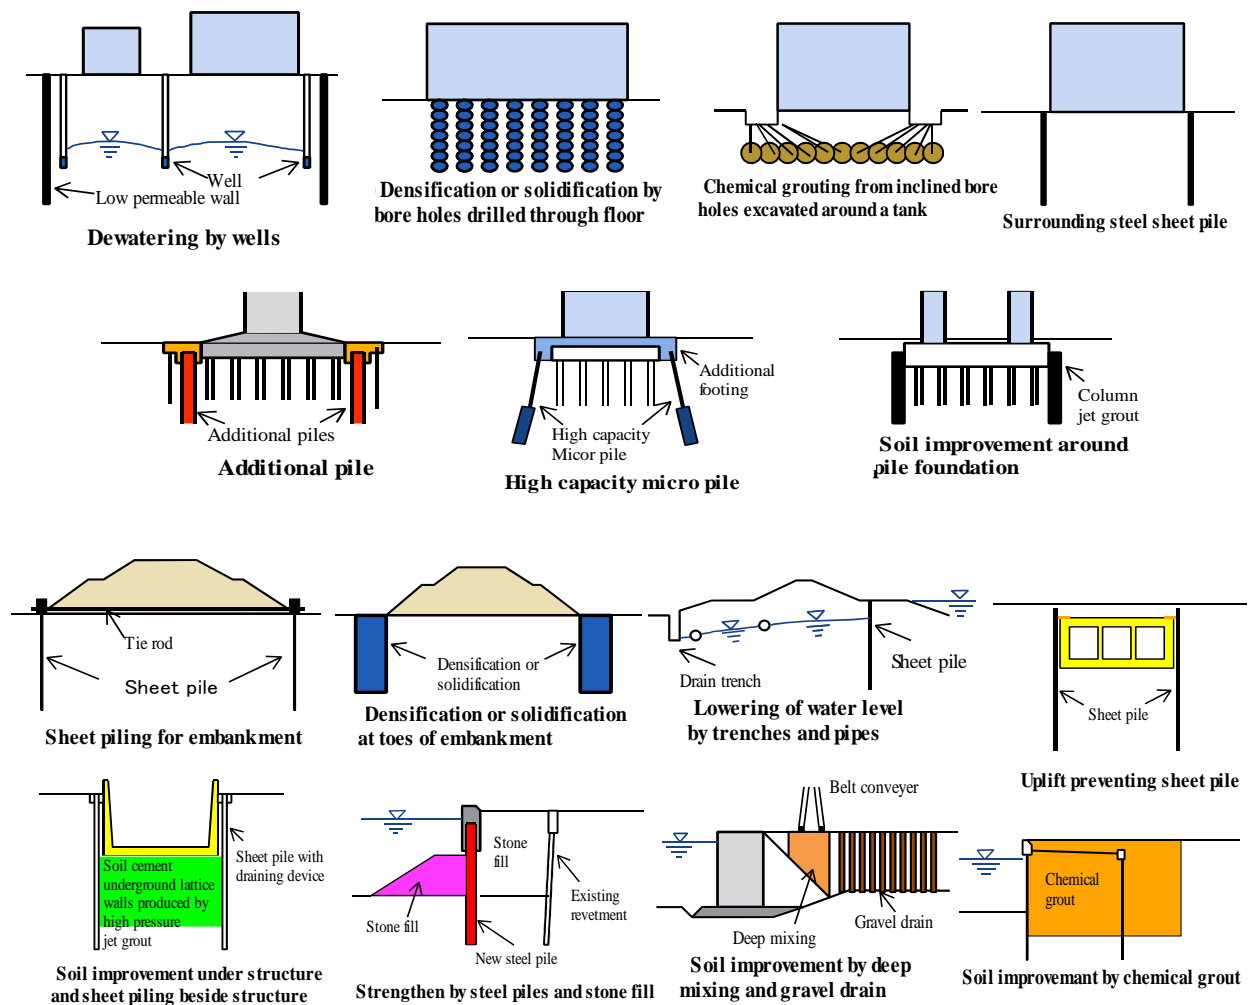 Well
Low permeable wall
Dewatering by wells
Densification or solidification by
bore holes drilled through floor
Chemical grouting from inclined bore
holes excavated around a tank
Surrounding steel sheet pile
Additional piles
Additional pile
Additional
footing
High capacity
Micor pile
High capacity micro pile
Column
jet grout
Soil improvement around
pile foundation
Tie rod
Sheet pile
Sheet piling for embankment
Densification or
solidification
Densification or solidification
at toes of embankment
Sheet pile
Drain trench
Lowering of water level
by trenches and pipes
Sheet pile
Uplift preventing sheet pile
Soil cement
underground lattice
walls produced by
high pressure
jet grout
Sheet pile with
draining device
Soil improvement under structure
and sheet piling beside structure
Stone
fill
Stone fill
Existing
revetment
New steel pile
Strengthen by steel piles and stone fill
Belt conveyer
Gravel drain
Deep mixing
Soil improvement by deep
mixing and gravel drain
Chemical
grout
Soil improvemant by chemical grout